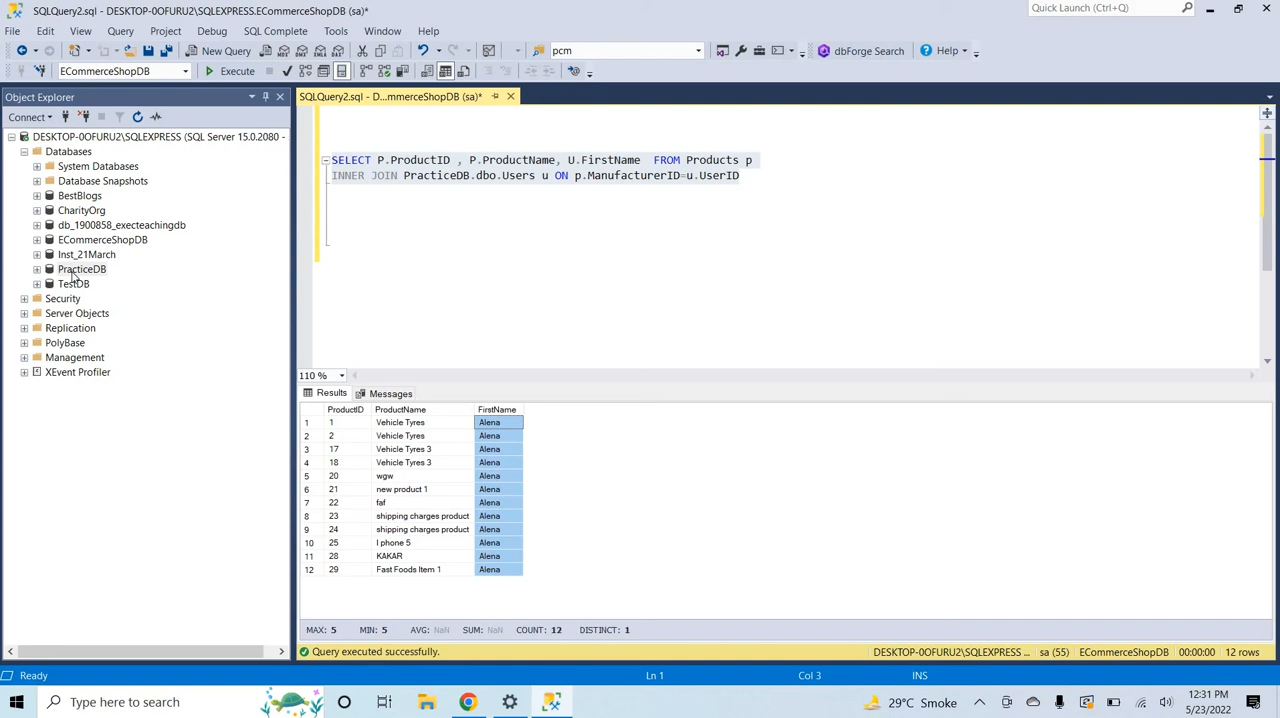 SQLQuery2.sql - DESKTOP-0OFURU2\SQLEXPRESS.ECommerceShopDB (sa)*
Quick Launch (Ctrl+Q)
File Edit View Query Project Debug SQL Complete Tools Window Help
New Query
pcm
dbForge Search
Help
ECommerceShopDB
Execute
Object Explorer
SQLQuery2.sql - D...mmerceShopDB (sa)*
Connect
DESKTOP-0OFURU2\SQLEXPRESS (SQL Server 15.0.2080 -
Databases
System Databases
Database Snapshots
BestBlogs
CharityOrg
db_1900858_execteachingdb
ECommerceShopDB
Inst_21March
PracticeDB
TestDB
Security
Server Objects
Replication
PolyBase
Management
XEvent Profiler
SELECT P.ProductID , P.ProductName, U.FirstName  FROM Products p
INNER JOIN PracticeDB.dbo.Users u ON p.ManufacturerID=u.UserID
110 %
Results Messages
ProductID ProductName FirstName
1 1 Vehicle Tyres Alena
2 2 Vehicle Tyres Alena
3 17 Vehicle Tyres 3 Alena
4 18 Vehicle Tyres 3 Alena
5 20 wgw Alena
6 21 new product 1 Alena
7 22 faf Alena
8 23 shipping charges product Alena
9 24 shipping charges product Alena
10 25 I phone 5 Alena
11 28 KAKAR Alena
12 29 Fast Foods Item 1 Alena
MAX: 5 MIN: 5 AVG: NaN SUM: NaN COUNT: 12 DISTINCT: 1
Query executed successfully.
DESKTOP-0OFURU2\SQLEXPRESS ... sa (55) ECommerceShopDB 00:00:00 12 rows
Ready
Ln 1 Col 3 INS
Type here to search
29°C Smoke
12:31 PM
5/23/2022